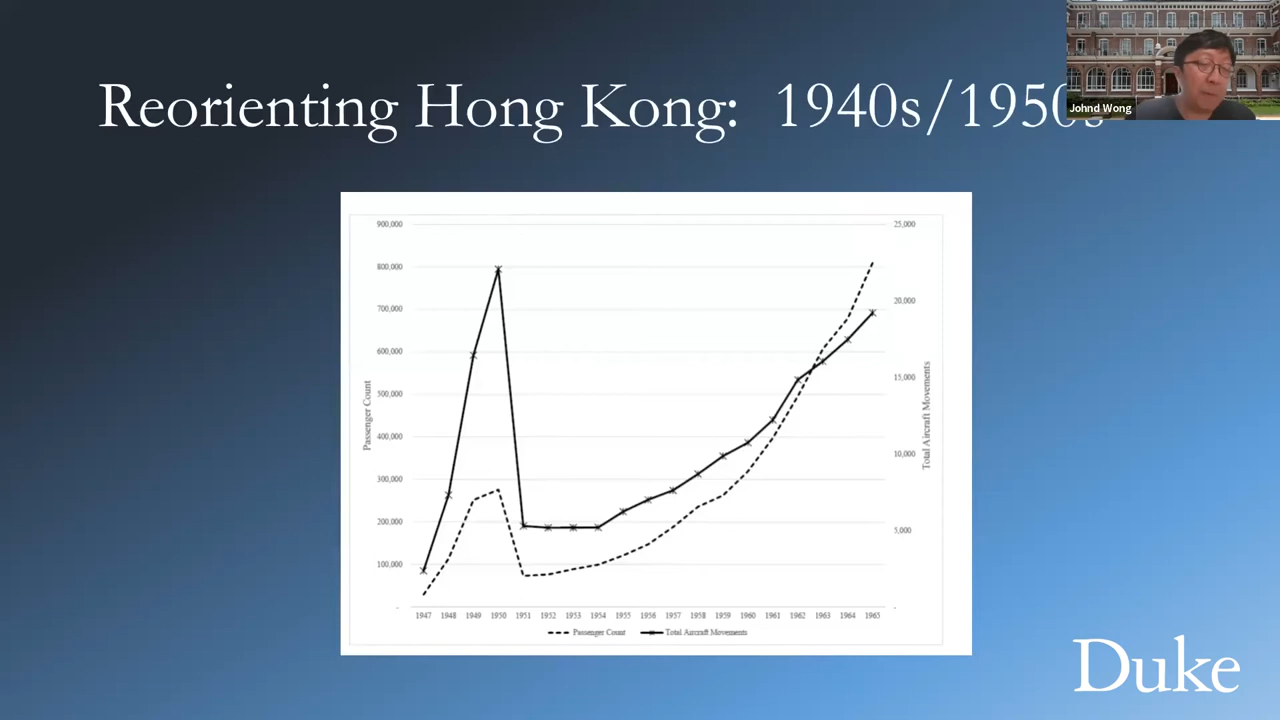 Reorienting Hong Kong: 1940s/1950s
Johnd Wong
900,000
800,000
700,000
600,000
500,000
400,000
300,000
200,000
100,000
-
Passenger Count
25,000
20,000
15,000
10,000
5,000
-
Total Aircraft Movements
1947 1948 1949 1950 1951 1952 1953 1954 1955 1956 1957 1958 1959 1960 1961 1962 1963 1964 1965
Passenger Count Total Aircraft Movements
Duke